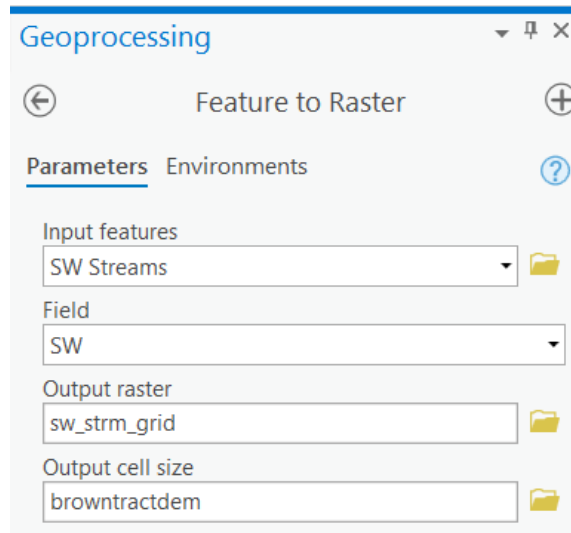 Geoprocessing
Feature to Raster
Parameters Environments
Input features
SW Streams
Field
SW
Output raster
sw_strm_grid
Output cell size
browntractdem